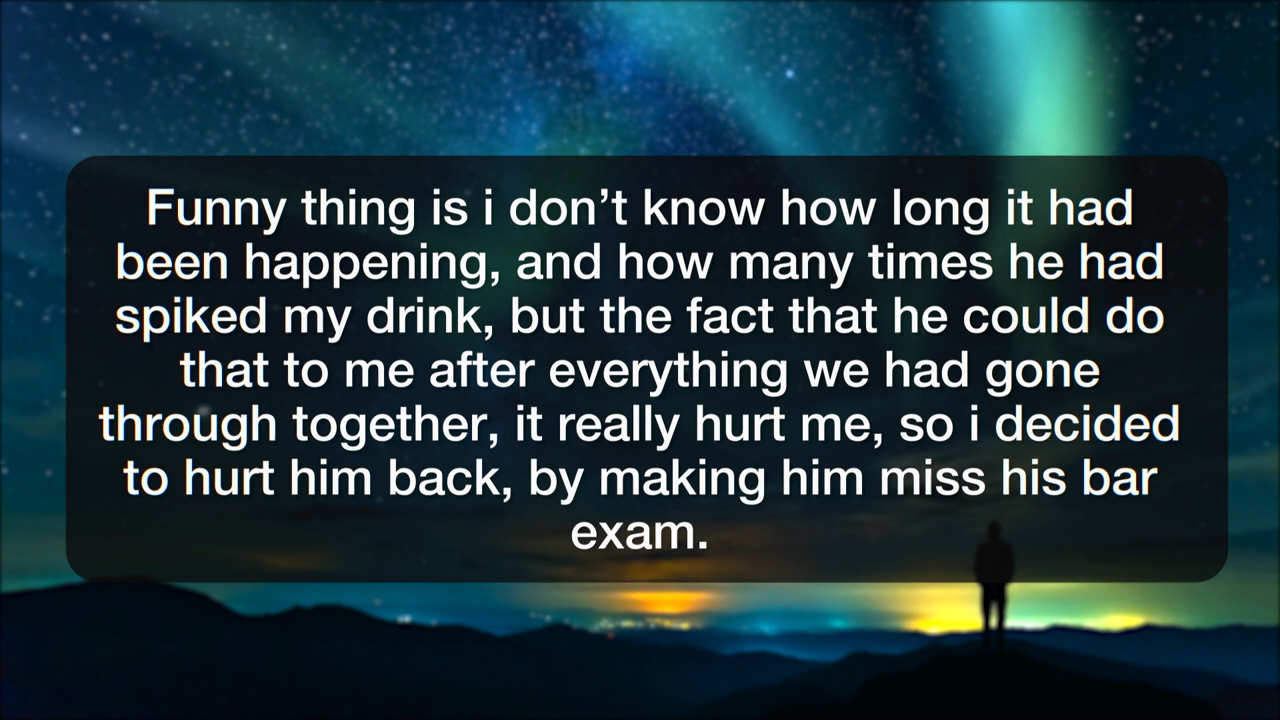 Funny thing is i don’t know how long it had
been happening, and how many times he had
spiked my drink, but the fact that he could do
that to me after everything we had gone
through together, it really hurt me, so i decided
to hurt him back, by making him miss his bar
exam.